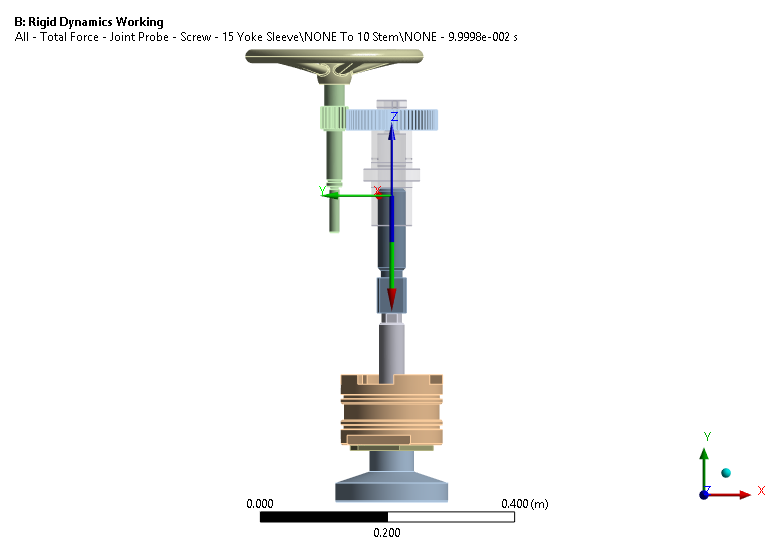 B: Rigid Dynamics Working
All - Total Force - Joint Probe - Screw - 15 Yoke Sleeve\NONE To 10 Stem\NONE - 9.9998e-002 s
Z
Y
X
0.000
0.400 (m)
0.200
Y
Z
X